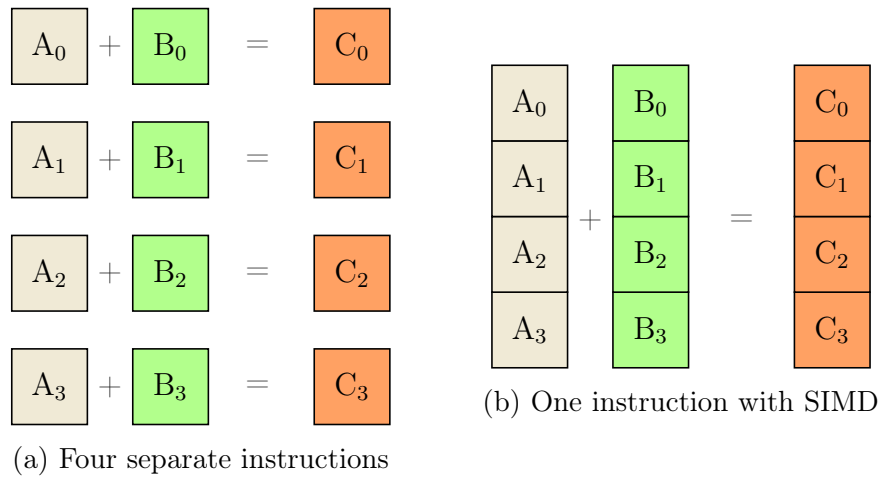 A₀ + B₀ = C₀
A₁ + B₁ = C₁
A₂ + B₂ = C₂
A₃ + B₃ = C₃
(a) Four separate instructions
A₀ B₀ C₀
A₁ B₁ C₁
+ =
A₂ B₂ C₂
A₃ B₃ C₃
(b) One instruction with SIMD